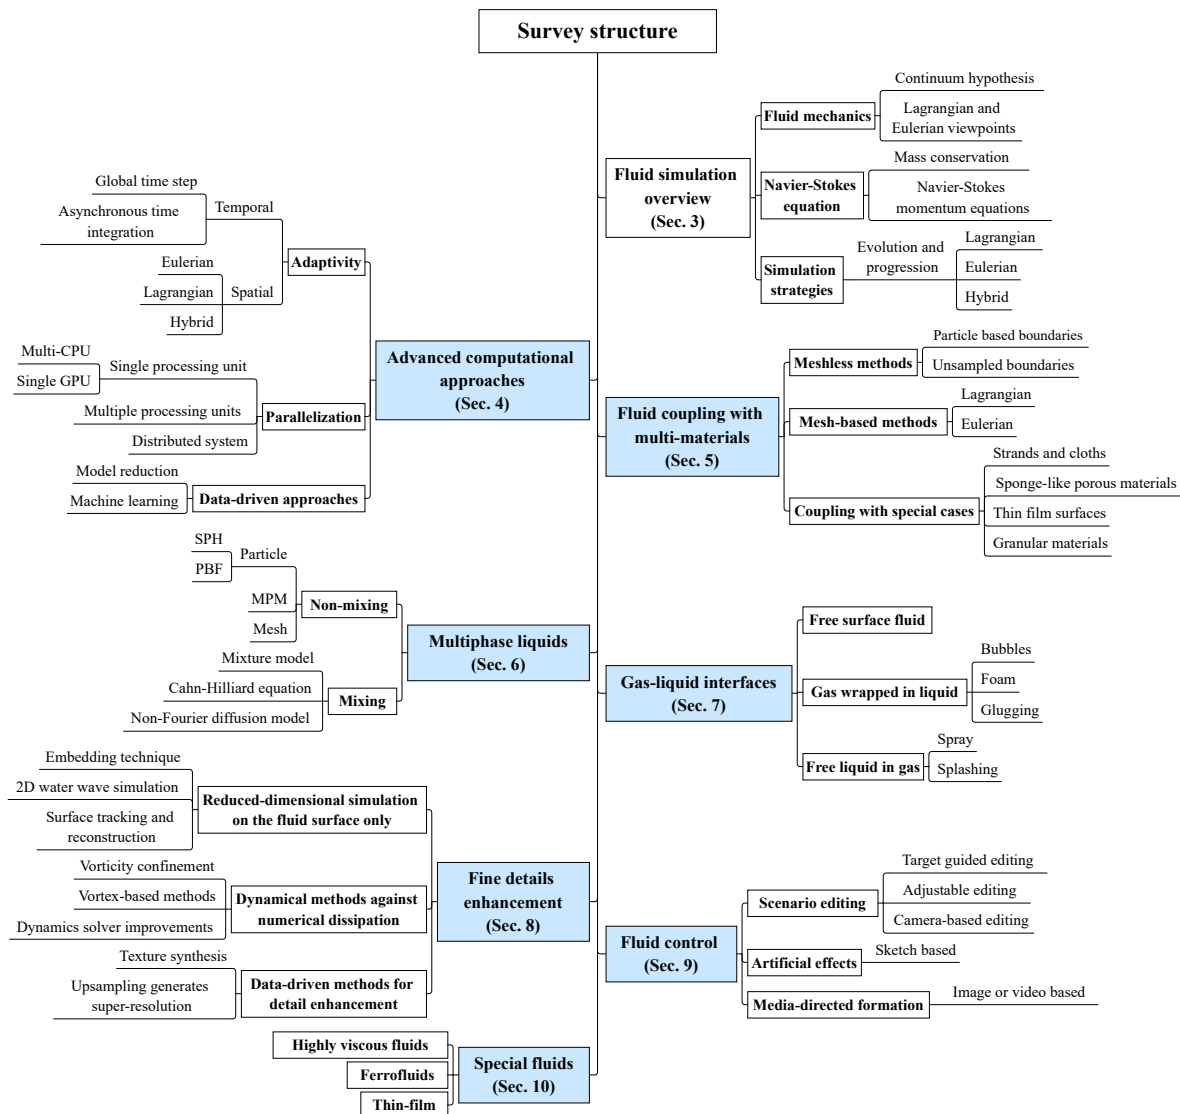 Survey structure
Fluid simulation
overview
(Sec. 3)
Fluid mechanics
Continuum hypothesis
Lagrangian and
Eulerian viewpoints
Navier-Stokes
equation
Mass conservation
Navier-Stokes
momentum equations
Simulation
strategies
Evolution and
progression
Lagrangian
Eulerian
Hybrid
Advanced computational
approaches
(Sec. 4)
Adaptivity
Temporal
Global time step
Asynchronous time
integration
Spatial
Eulerian
Lagrangian
Hybrid
Parallelization
Single processing unit
Multi-CPU
Single GPU
Multiple processing units
Distributed system
Data-driven approaches
Model reduction
Machine learning
Fluid coupling with
multi-materials
(Sec. 5)
Meshless methods
Particle based boundaries
Unsampled boundaries
Mesh-based methods
Lagrangian
Eulerian
Coupling with special cases
Strands and cloths
Sponge-like porous materials
Thin film surfaces
Granular materials
Multiphase liquids
(Sec. 6)
Non-mixing
Particle
SPH
PBF
MPM
Mesh
Mixing
Mixture model
Cahn-Hilliard equation
Non-Fourier diffusion model
Gas-liquid interfaces
(Sec. 7)
Free surface fluid
Gas wrapped in liquid
Bubbles
Foam
Glugging
Free liquid in gas
Spray
Splashing
Fine details
enhancement
(Sec. 8)
Reduced-dimensional simulation
on the fluid surface only
Embedding technique
2D water wave simulation
Surface tracking and
reconstruction
Dynamical methods against
numerical dissipation
Vorticity confinement
Vortex-based methods
Dynamics solver improvements
Data-driven methods for
detail enhancement
Texture synthesis
Upsampling generates
super-resolution
Fluid control
(Sec. 9)
Scenario editing
Target guided editing
Adjustable editing
Camera-based editing
Artificial effects
Sketch based
Media-directed formation
Image or video based
Special fluids
(Sec. 10)
Highly viscous fluids
Ferrofluids
Thin-film